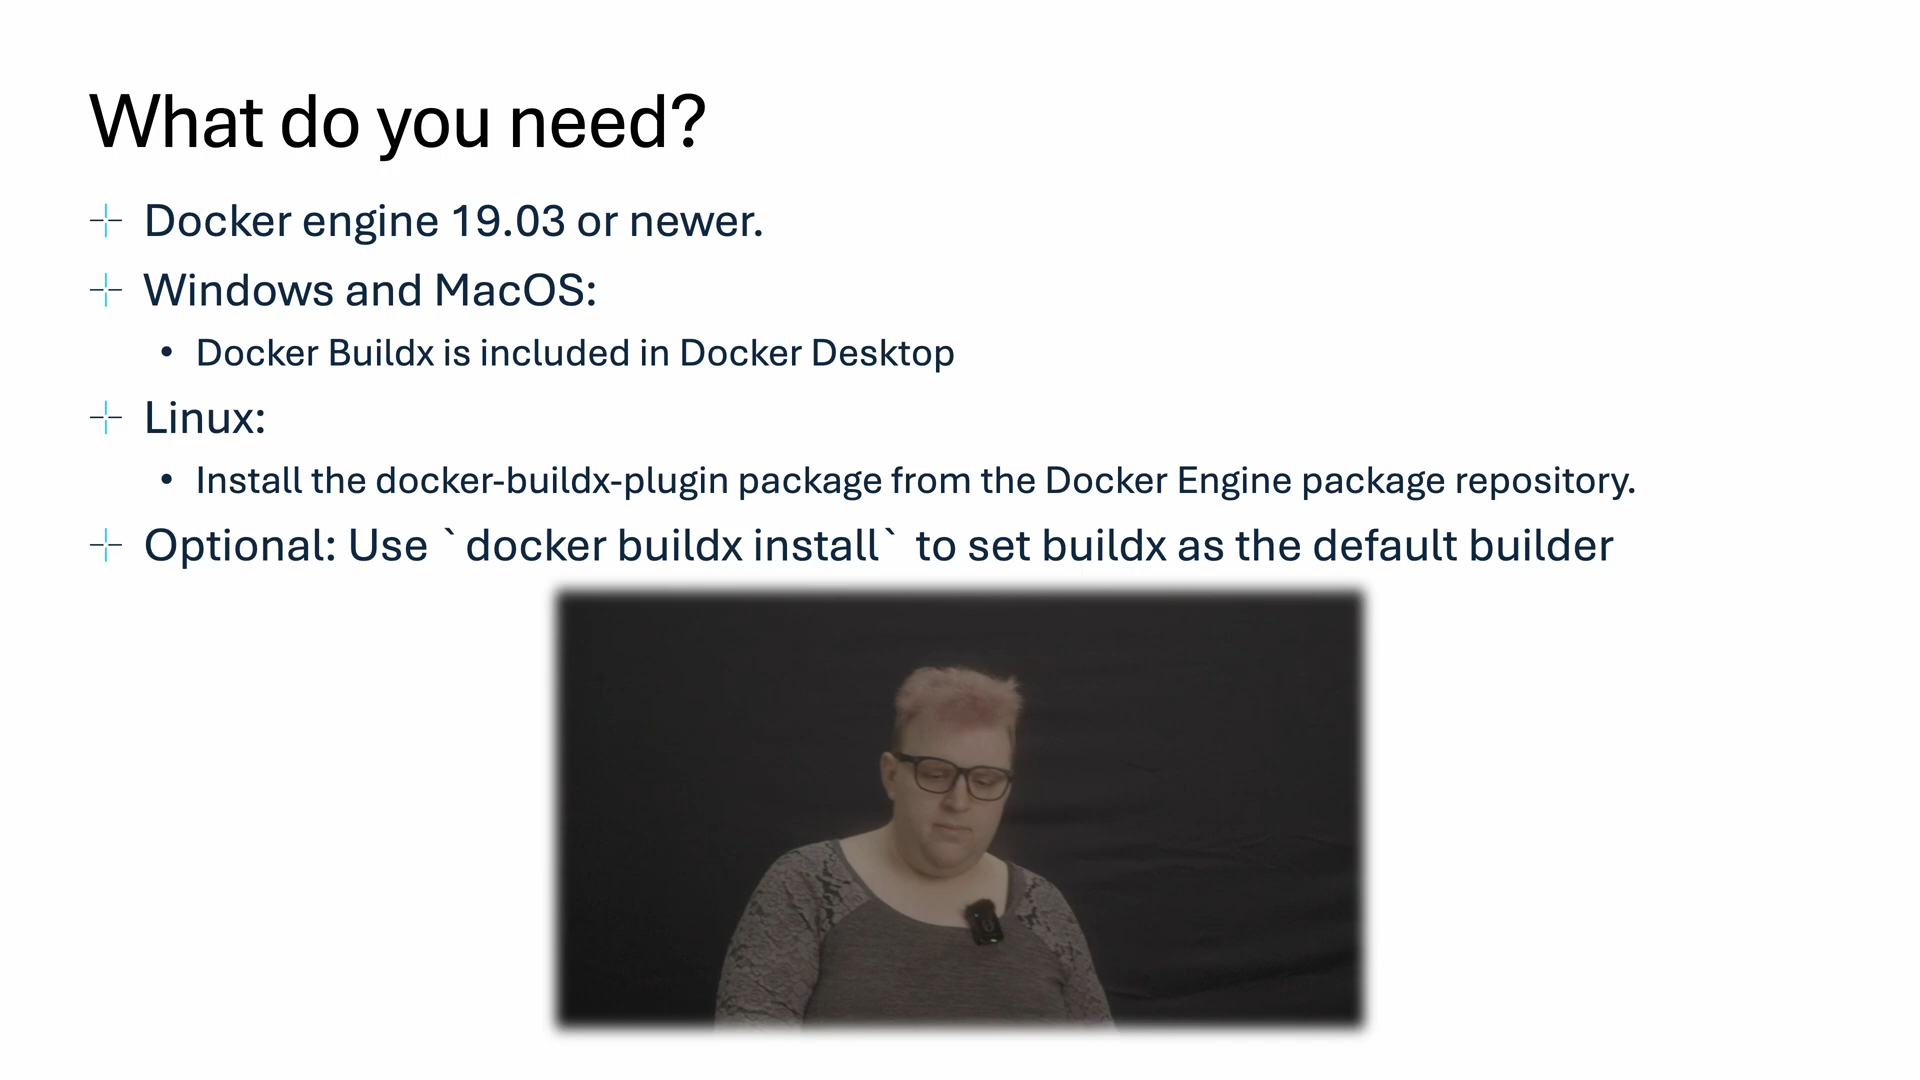 What do you need?
Docker engine 19.03 or newer.
Windows and MacOS:
• Docker Buildx is included in Docker Desktop
Linux:
• Install the docker-buildx-plugin package from the Docker Engine package repository.
Optional: Use `docker buildx install` to set buildx as the default builder